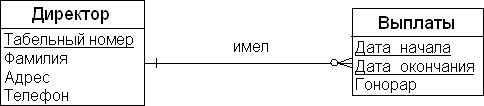 Директор
Табельный номер
Фамилия
Адрес
Телефон
имел
Выплаты
Дата начала
Дата окончания
Гонорар